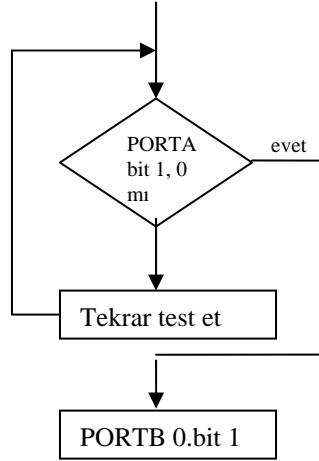 PORTA
bit 1, 0
mı
evet
Tekrar test et
PORTB 0.bit 1